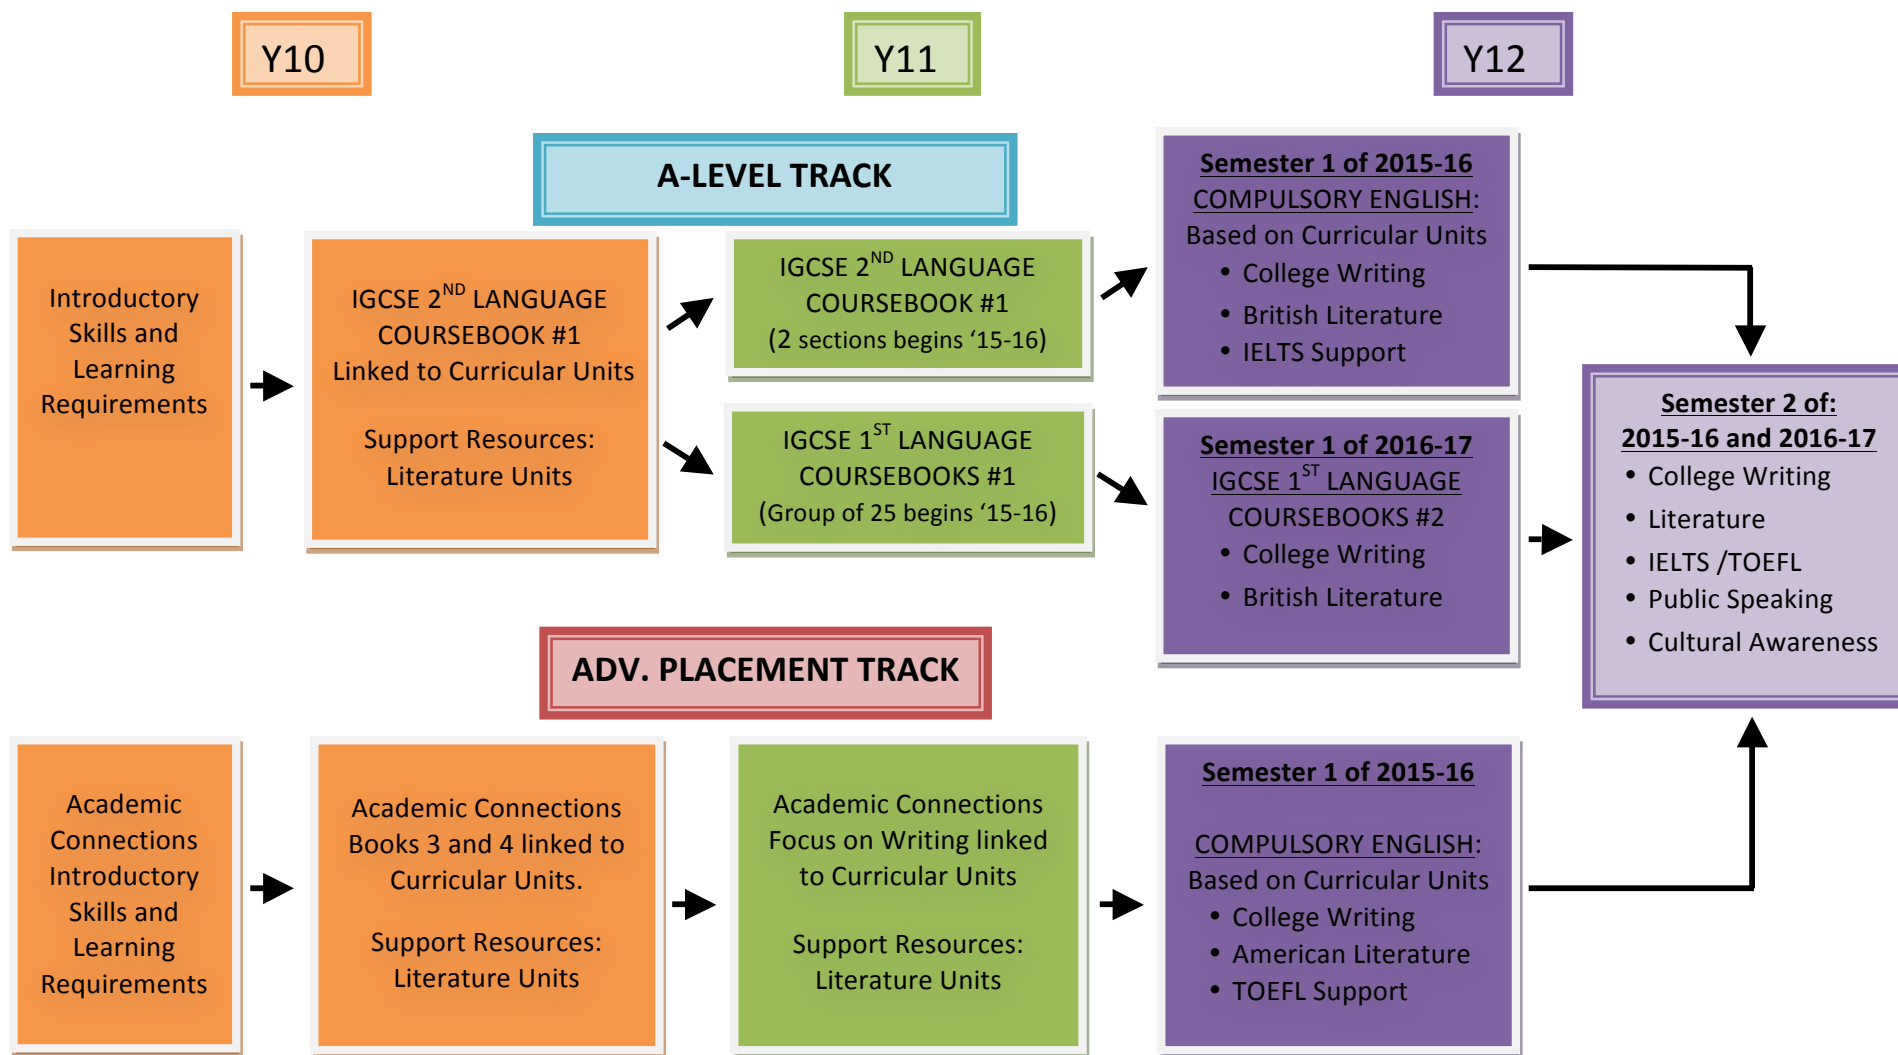 Y10
Y11
Y12
A-LEVEL TRACK
Introductory
Skills and
Learning
Requirements
IGCSE 2ND LANGUAGE
COURSEBOOK #1
Linked to Curricular Units
Support Resources:
Literature Units
IGCSE 2ND LANGUAGE
COURSEBOOK #1
(2 sections begins ‘15-16)
IGCSE 1ST LANGUAGE
COURSEBOOKS #1
(Group of 25 begins ‘15-16)
Semester 1 of 2015-16
COMPULSORY ENGLISH:
Based on Curricular Units
• College Writing
• British Literature
• IELTS Support
Semester 1 of 2016-17
IGCSE 1ST LANGUAGE
COURSEBOOKS #2
• College Writing
• British Literature
Semester 2 of:
2015-16 and 2016-17
• College Writing
• Literature
• IELTS /TOEFL
• Public Speaking
• Cultural Awareness
ADV. PLACEMENT TRACK
Academic
Connections
Introductory
Skills and
Learning
Requirements
Academic Connections
Books 3 and 4 linked to
Curricular Units.
Support Resources:
Literature Units
Academic Connections
Focus on Writing linked
to Curricular Units
Support Resources:
Literature Units
Semester 1 of 2015-16
COMPULSORY ENGLISH:
Based on Curricular Units
• College Writing
• American Literature
• TOEFL Support